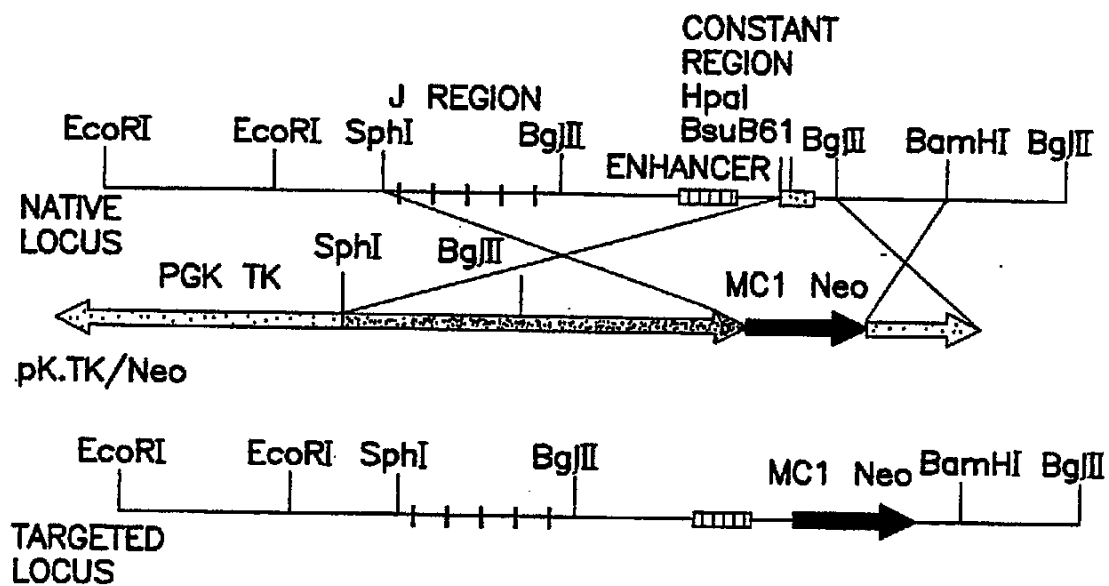 CONSTANT
REGION
HpaI
BsuB61
J REGION
EcoRI EcoRI SphI BglII ENHANCER BglII BamHI BglII
NATIVE
LOCUS
SphI BglII
PGK TK MC1 Neo
pK.TK/Neo
EcoRI EcoRI SphI BglII MC1 Neo BamHI BglII
TARGETED
LOCUS